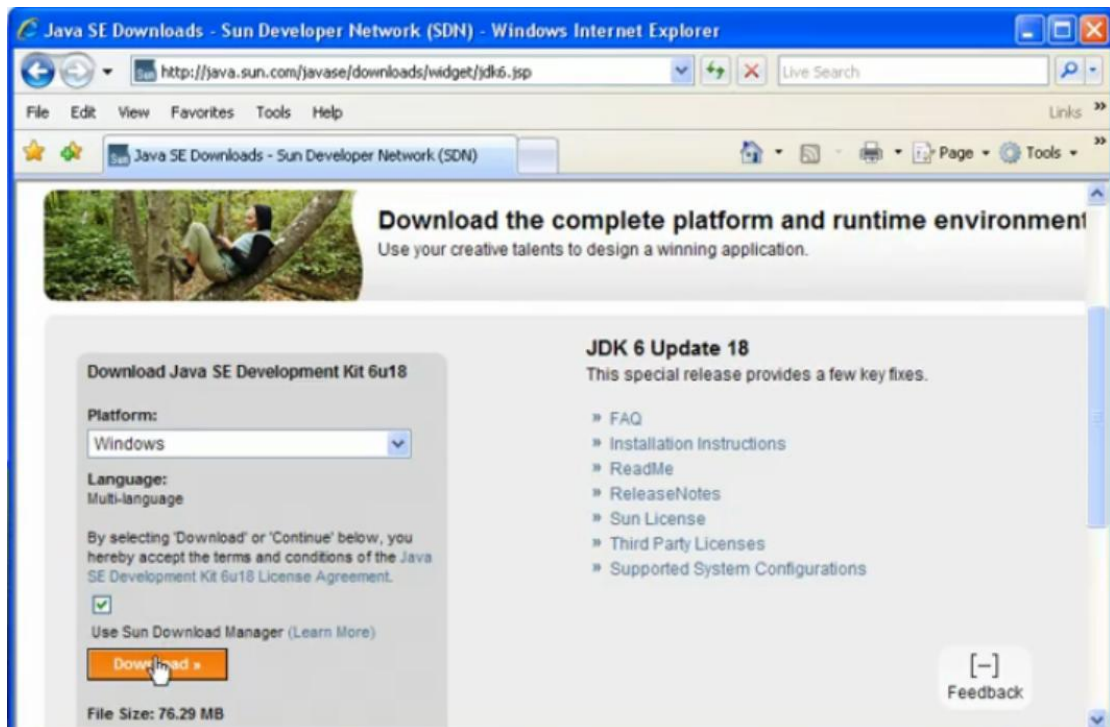 Java SE Downloads - Sun Developer Network (SDN) - Windows Internet Explorer
http://java.sun.com/javase/downloads/widget/jdk6.jsp
Live Search
File Edit View Favorites Tools Help
Links »
Java SE Downloads - Sun Developer Network (SDN)
Page Tools »
Download the complete platform and runtime environment
Use your creative talents to design a winning application.
Download Java SE Development Kit 6u18
Platform:
Windows
Language:
Multi-language
By selecting 'Download' or 'Continue' below, you
hereby accept the terms and conditions of the Java
SE Development Kit 6u18 License Agreement.
Use Sun Download Manager (Learn More)
Download »
File Size: 76.29 MB
JDK 6 Update 18
This special release provides a few key fixes.
» FAQ
» Installation Instructions
» ReadMe
» ReleaseNotes
» Sun License
» Third Party Licenses
» Supported System Configurations
[–]
Feedback